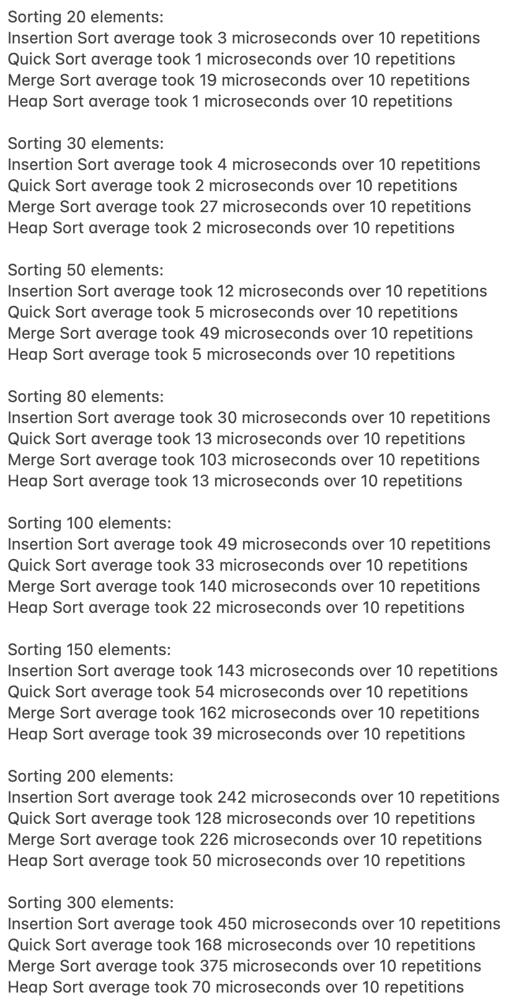 Sorting 20 elements:
Insertion Sort average took 3 microseconds over 10 repetitions
Quick Sort average took 1 microseconds over 10 repetitions
Merge Sort average took 19 microseconds over 10 repetitions
Heap Sort average took 1 microseconds over 10 repetitions

Sorting 30 elements:
Insertion Sort average took 4 microseconds over 10 repetitions
Quick Sort average took 2 microseconds over 10 repetitions
Merge Sort average took 27 microseconds over 10 repetitions
Heap Sort average took 2 microseconds over 10 repetitions

Sorting 50 elements:
Insertion Sort average took 12 microseconds over 10 repetitions
Quick Sort average took 5 microseconds over 10 repetitions
Merge Sort average took 49 microseconds over 10 repetitions
Heap Sort average took 5 microseconds over 10 repetitions

Sorting 80 elements:
Insertion Sort average took 30 microseconds over 10 repetitions
Quick Sort average took 13 microseconds over 10 repetitions
Merge Sort average took 103 microseconds over 10 repetitions
Heap Sort average took 13 microseconds over 10 repetitions

Sorting 100 elements:
Insertion Sort average took 49 microseconds over 10 repetitions
Quick Sort average took 33 microseconds over 10 repetitions
Merge Sort average took 140 microseconds over 10 repetitions
Heap Sort average took 22 microseconds over 10 repetitions

Sorting 150 elements:
Insertion Sort average took 143 microseconds over 10 repetitions
Quick Sort average took 54 microseconds over 10 repetitions
Merge Sort average took 162 microseconds over 10 repetitions
Heap Sort average took 39 microseconds over 10 repetitions

Sorting 200 elements:
Insertion Sort average took 242 microseconds over 10 repetitions
Quick Sort average took 128 microseconds over 10 repetitions
Merge Sort average took 226 microseconds over 10 repetitions
Heap Sort average took 50 microseconds over 10 repetitions

Sorting 300 elements:
Insertion Sort average took 450 microseconds over 10 repetitions
Quick Sort average took 168 microseconds over 10 repetitions
Merge Sort average took 375 microseconds over 10 repetitions
Heap Sort average took 70 microseconds over 10 repetitions